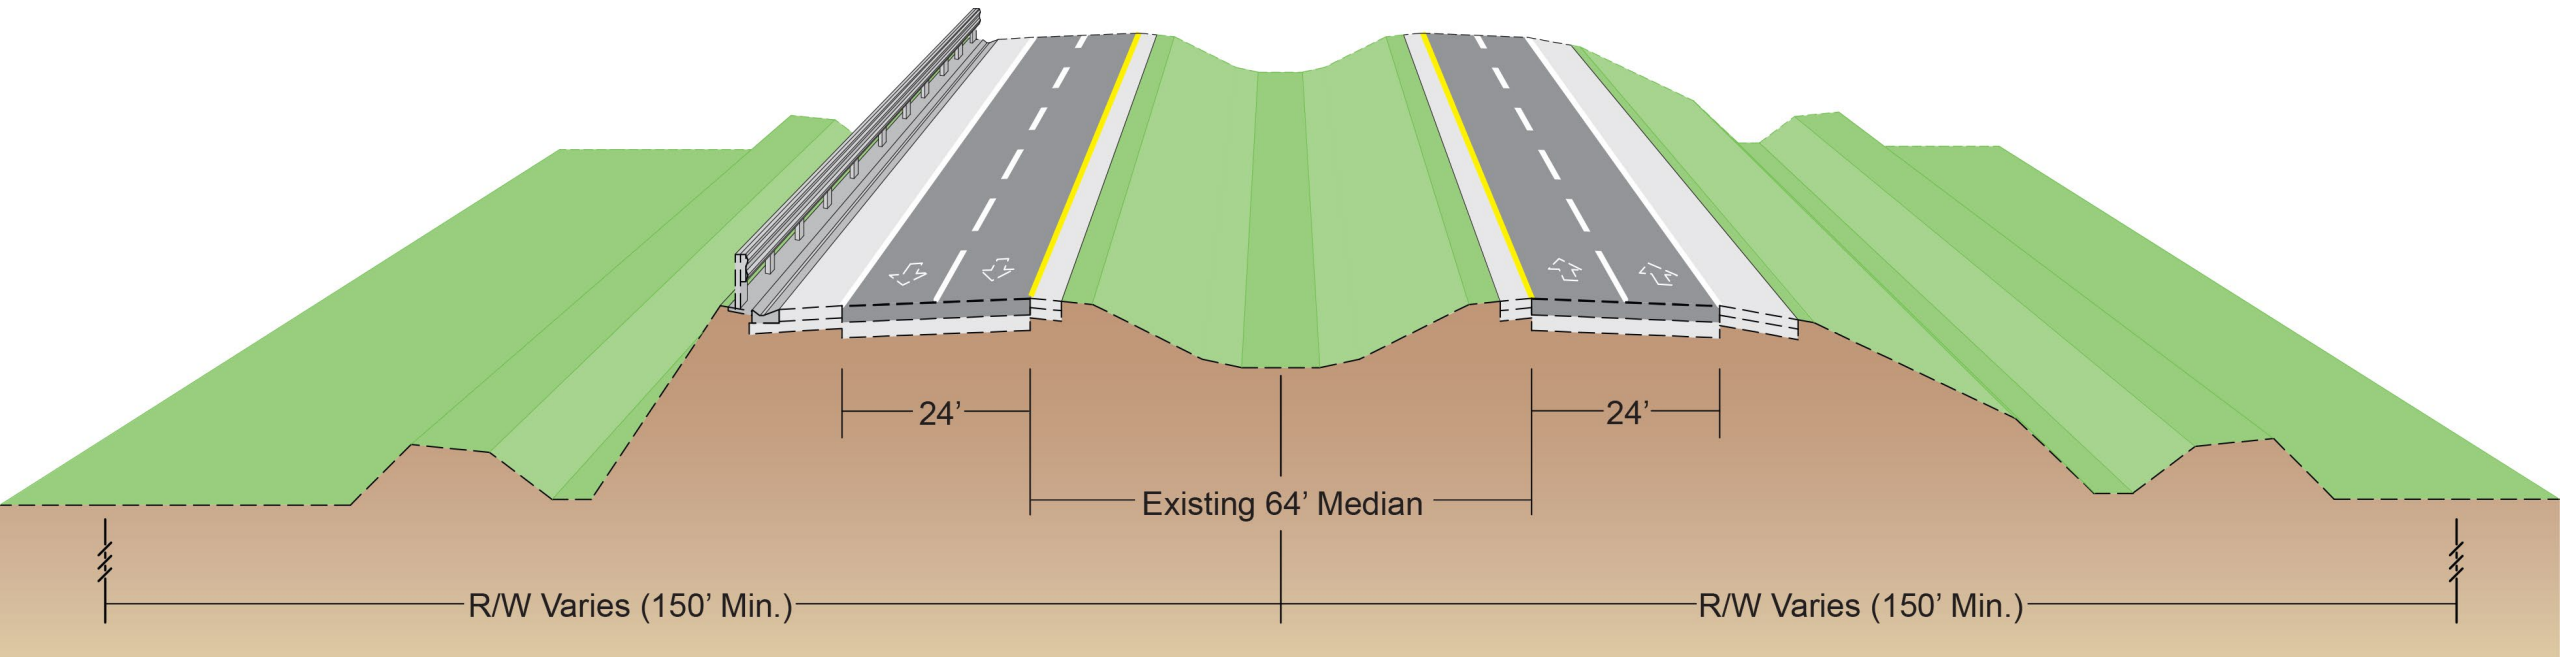 24’
24’
Existing 64’ Median
R/W Varies (150’ Min.)
R/W Varies (150’ Min.)